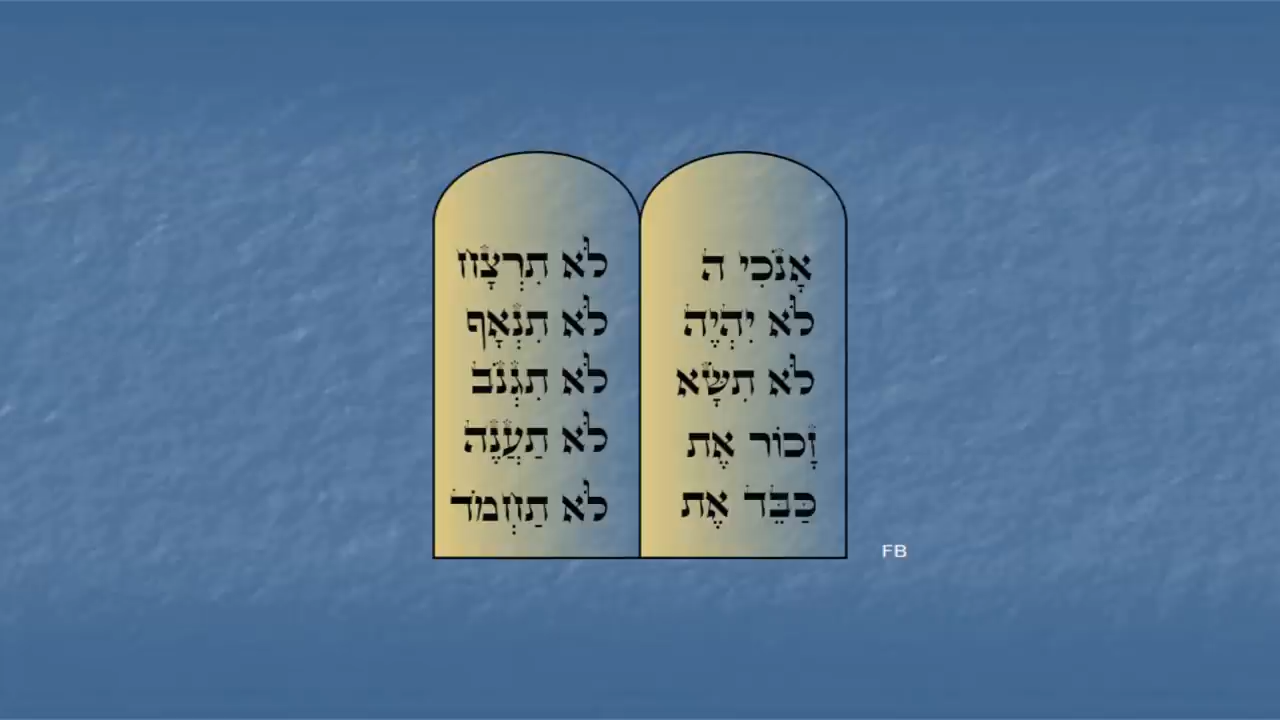 אָנֹכִי ה
לֹא יִהְיֶה
לֹא תִשָּׂא
זָכוֹר אֶת
כַּבֵּד אֶת
לֹא תִרְצָח
לֹא תִנְאָף
לֹא תִגְנֹב
לֹא תַעֲנֶה
לֹא תַחְמֹד
FB